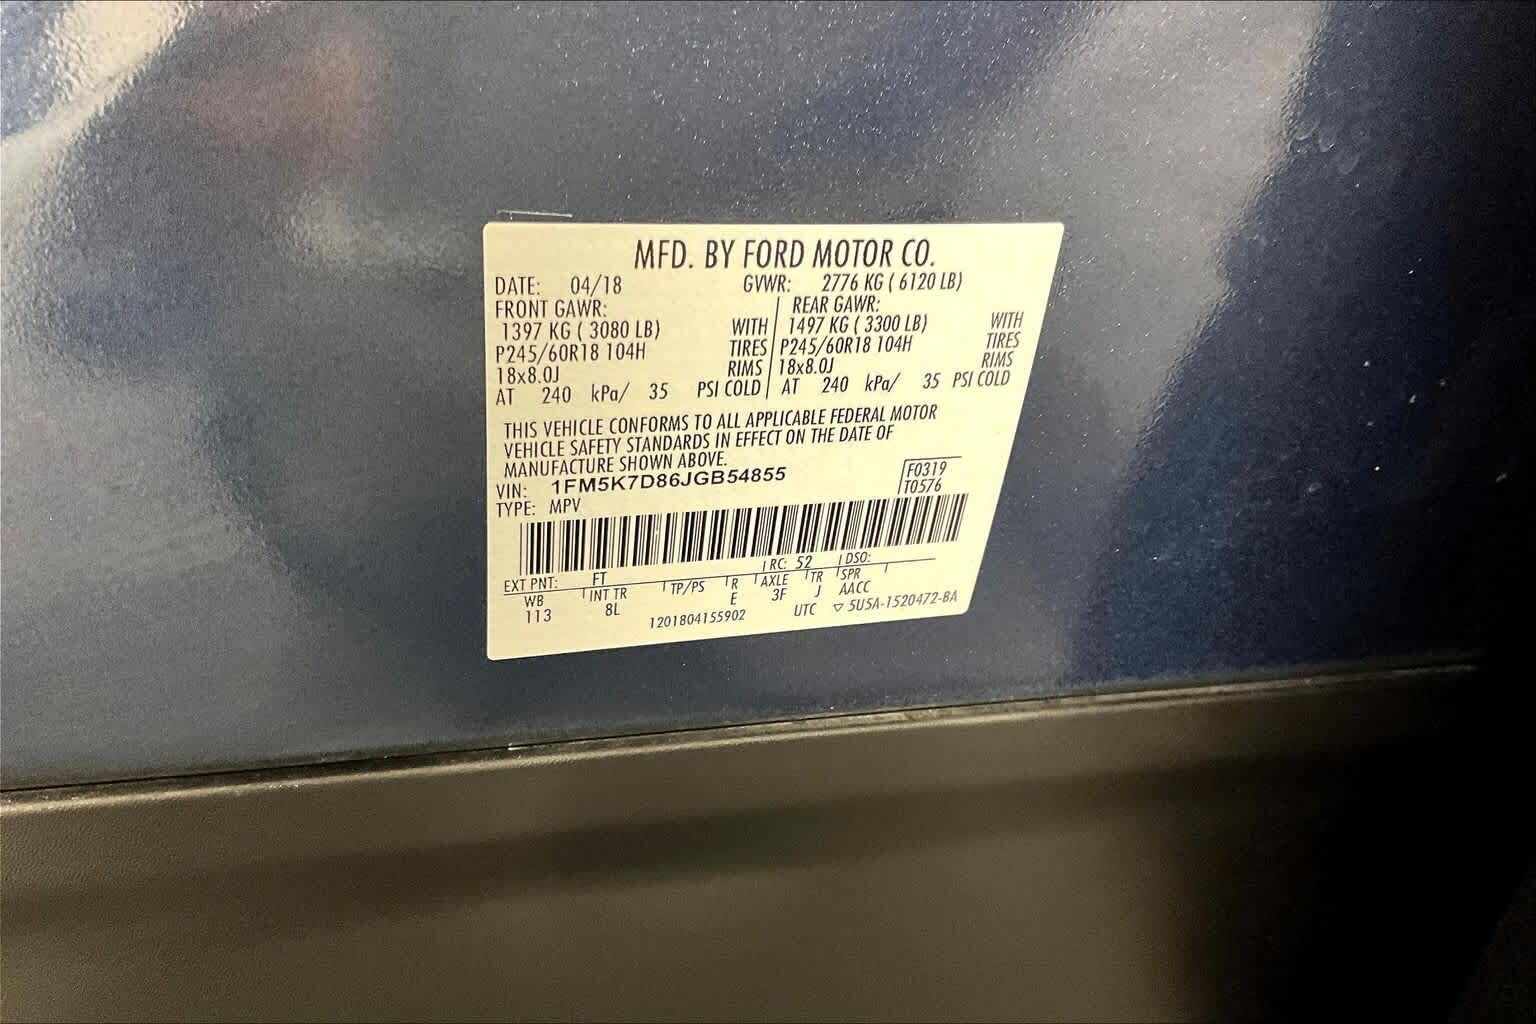 MFD. BY FORD MOTOR CO.
DATE: 04/18 GVWR: 2776 KG ( 6120 LB)
FRONT GAWR: REAR GAWR:
1397 KG ( 3080 LB) WITH 1497 KG ( 3300 LB) WITH
P245/60R18 104H TIRES P245/60R18 104H TIRES
18x8.0J RIMS 18x8.0J RIMS
AT 240 kPa/ 35 PSI COLD AT 240 kPa/ 35 PSI COLD
THIS VEHICLE CONFORMS TO ALL APPLICABLE FEDERAL MOTOR
VEHICLE SAFETY STANDARDS IN EFFECT ON THE DATE OF
MANUFACTURE SHOWN ABOVE.
VIN: 1FM5K7D86JGB54855 F0319
TYPE: MPV T0576
EXT PNT: FT RC: 52 DSO:
WB INT TR TP/PS R AXLE TR SPR
113 8L E 3F J AACC
1201804155902 UTC ▽ 5U5A-1520472-BA